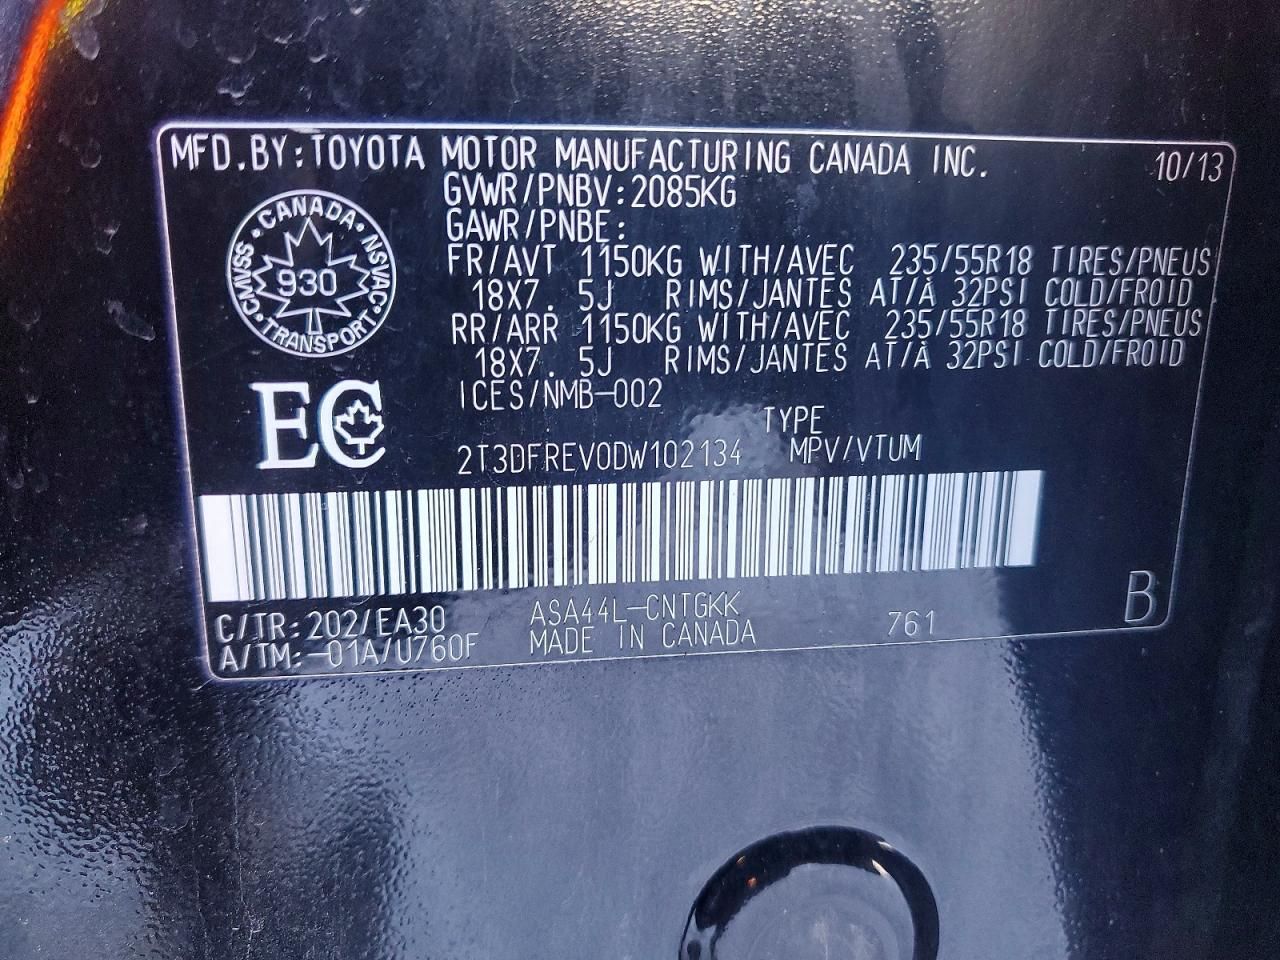 MFD.BY:TOYOTA MOTOR MANUFACTURING CANADA INC. 10/13
GVWR/PNBV:2085KG
GAWR/PNBE:
FR/AVT 1150KG WITH/AVEC 235/55R18 TIRES/PNEUS
18X7. 5J RIMS/JANTES AT/À 32PSI COLD/FROID
RR/ARR 1150KG WITH/AVEC 235/55R18 TIRES/PNEUS
18X7. 5J RIMS/JANTES AT/À 32PSI COLD/FROID
CANADA
CMVSS
930
NSVAC
TRANSPORT
ICES/NMB-002
EC
TYPE
2T3DFREV0DW102134 MPV/VTUM
C/TR:202/EA30 ASA44L-CNTGKK 761 B
A/TM:-01A/U760F MADE IN CANADA